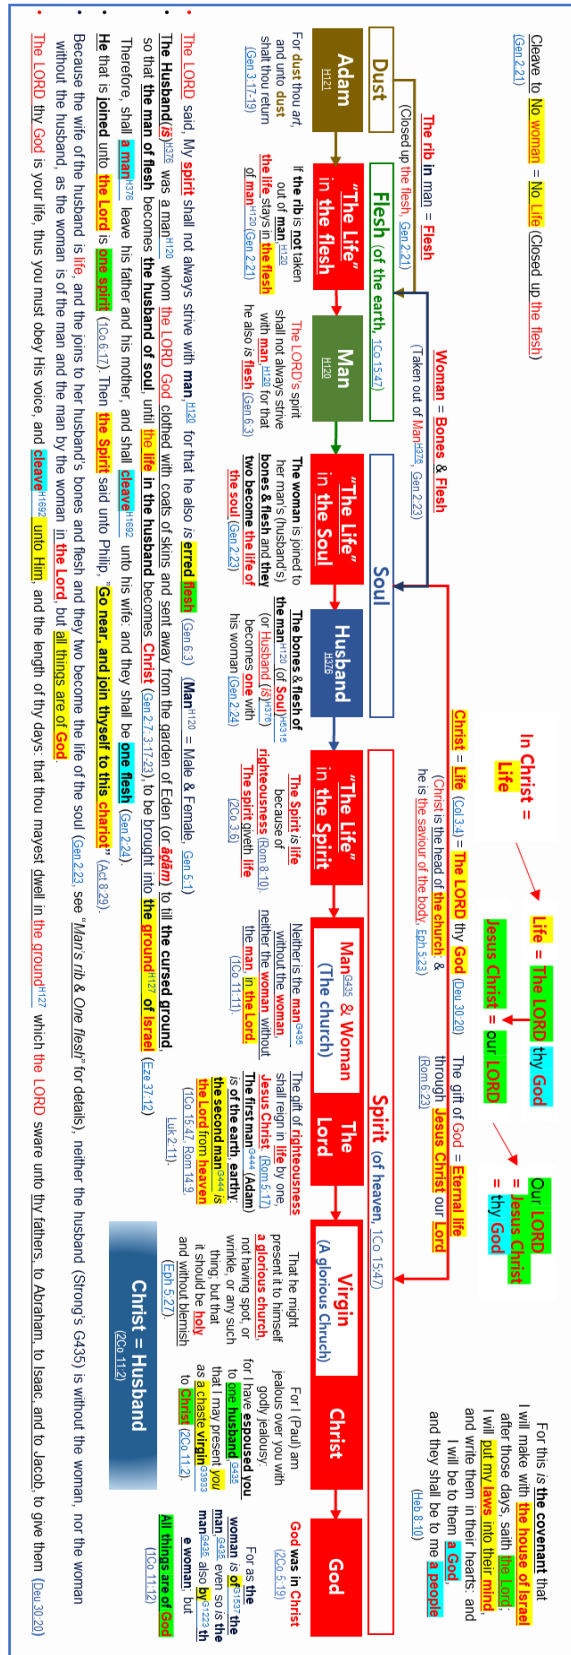 Cleave to No woman = No Life (Closed up the flesh)
(Gen 2:21)
The rib in man = Flesh
(Closed up the flesh, Gen 2:21)
Woman = Bones & Flesh
(Taken out of Man H376, Gen 2:23)
In Christ =
Life
Life = The LORD thy God
Jesus Christ = our LORD
Our LORD
= Jesus Christ
= thy God
Christ = Life (Col 3:4) = The LORD thy God (Deu 30:20)
(Christ is the head of the church: &
he is the saviour of the body, Eph 5:23)
The gift of God = Eternal life
through Jesus Christ our Lord
(Rom 6:23)
For this is the covenant that
I will make with the house of Israel
after those days, saith the Lord;
I will put my laws into their mind,
and write them in their hearts: and
I will be to them a God,
and they shall be to me a people
(Heb 8:10)
Dust
Flesh (of the earth, 1Co 15:47)
Soul
Spirit (of heaven, 1Co 15:47)
Adam
H121
"The Life"
in the flesh
Man
H120
"The Life"
in the Soul
Husband
H376
"The Life"
in the Spirit
Man G435 & Woman
(The church)
The
Lord
Virgin
(A glorious Chruch)
Christ
God
For dust thou art,
and unto dust
shalt thou return
(Gen 3:17-19)
If the rib is not taken
out of man, H120
the life stays in the flesh
of man H120 (Gen 2:21)
The LORD's spirit
shall not always strive
with man, H120 for that
he also is flesh (Gen 6:3)
The woman is joined to
her man's (husband's)
bones & flesh and they
two become the life of
the soul (Gen 2:23)
The bones & flesh of
the man H120 (of Soul) H5315
(or Husband (iš) H376)
becomes one with
his woman (Gen 2:24)
The Spirit is life
because of
righteousness (Rom 8:10).
The spirit giveth life
(2Co 3:6)
Neither is the man G435
without the woman,
neither the woman without
the man, in the Lord.
(1Co 11:11).
The gift of righteousness
shall reign in life by one,
Jesus Christ. (Rom 5:17)
The first man G444 (Adam)
is of the earth, earthy:
the second man G444 is
the Lord from heaven
(1Co 15:47, Rom 14:9,
Luk 2:11).
That he might
present it to himself
a glorious church,
not having spot, or
wrinkle, or any such
thing; but that
it should be holy
and without blemish
(Eph 5:27).
For I (Paul) am
jealous over you with
godly jealousy:
for I have espoused you
to one husband G435
that I may present you
as a chaste virgin G3933
to Christ (2Co 11:2)
God was in Christ
(2Co 5:19)
For as the
woman is of G1537 the
man, G435 even so is the
man G435 also by G1223 th
e woman; but
All things are of God
(1Co 11:12)
Christ = Husband
(2Co 11:2)
• The LORD said, My spirit shall not always strive with man, H120 for that he also is erred flesh (Gen 6:3) (Man H120 = Male & Female, Gen 5:1)
• The Husband (iš) H376 was a man H120 whom the LORD God clothed with coats of skins and sent away from the garden of Eden (or ādām) to till the cursed ground,
so that the man of flesh becomes the husband of soul, until the life in the husband becomes Christ (Gen 2:7, 3:17-23), to be brought into the ground H127 of Israel (Eze 37:12)
Therefore, shall a man H376 leave his father and his mother, and shall cleave H1692 unto his wife: and they shall be one flesh (Gen 2:24).
• He that is joined unto the Lord is one spirit (1Co 6:17). Then the Spirit said unto Philip, "Go near, and join thyself to this chariot" (Act 8:29).
• Because the wife of the husband is life, and the joins to her husband's bones and flesh and they two become the life of the soul (Gen 2:23, see "Man's rib & One flesh" for details), neither the husband (Strong's G435) is without the woman, nor the woman
without the husband, as the woman is of the man and the man by the woman in the Lord, but all things are of God.
• The LORD thy God is your life, thus you must obey His voice, and cleave H1692 unto Him, and the length of thy days: that thou mayest dwell in the ground H127 which the LORD sware unto thy fathers, to Abraham, to Isaac, and to Jacob, to give them (Deu 30:20)